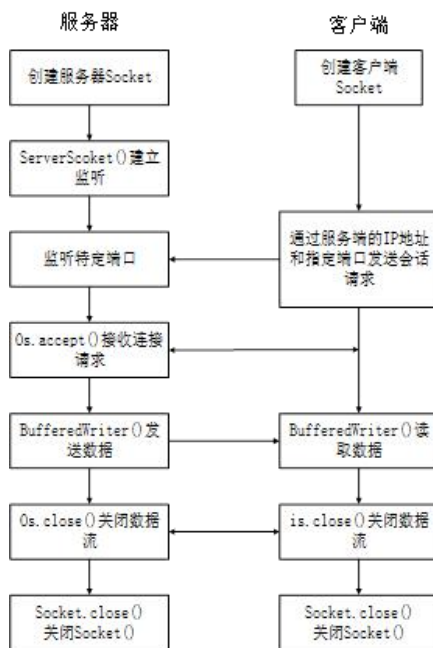 服务器
客户端
创建服务器Socket
创建客户端
Socket
ServerScoket()建立
监听
监听特定端口
通过服务端的IP地址
和指定端口发送会话
请求
Os.accept()接收连接
请求
BufferedWriter()发
送数据
BufferedWriter()读
取数据
Os.close()关闭数据
流
is.close()关闭数据
流
Socket.close()
关闭Socket()
Socket.close()
关闭Socket()